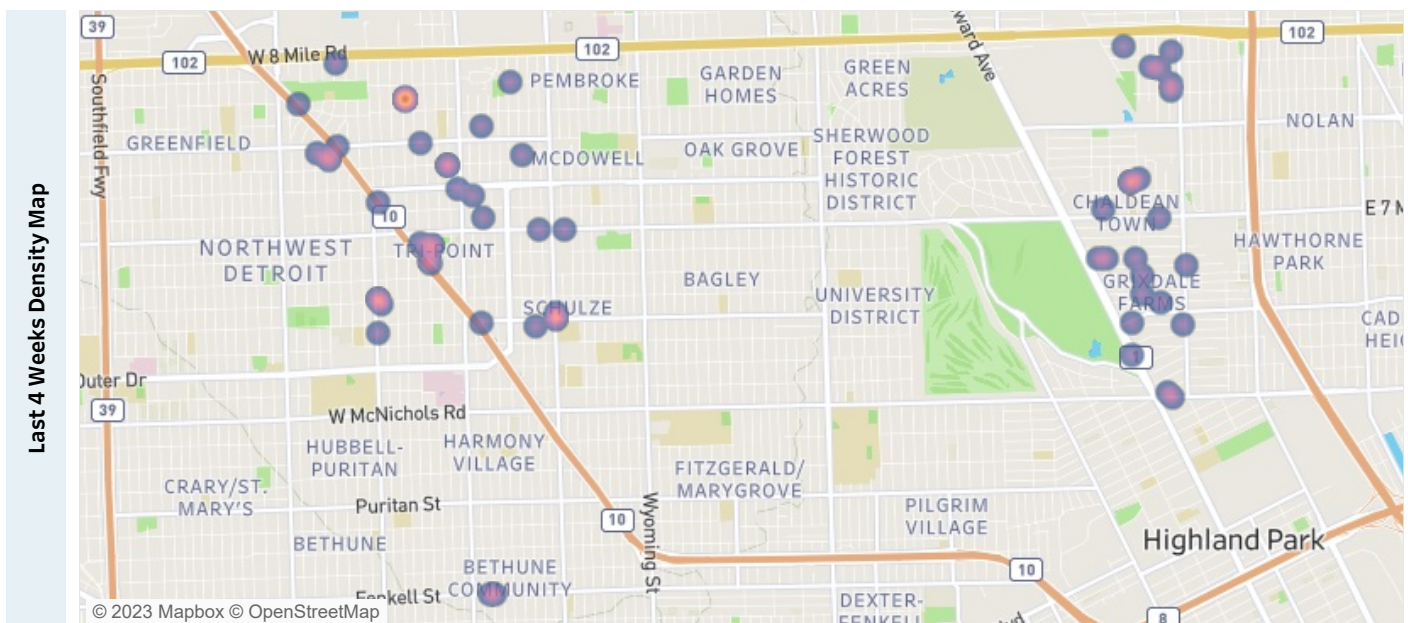 Last 4 Weeks Density Map
39
102
W 8 Mile Rd
102
102
Southfield Fwy
PEMBROKE
GARDEN
HOMES
GREEN
ACRES
NOLAN
GREENFIELD
MCDOWELL
OAK GROVE
SHERWOOD
FOREST
HISTORIC
DISTRICT
CHALDEAN
TOWN
10
NORTHWEST
DETROIT
TRI-POINT
HAWTHORNE
PARK
BAGLEY
GRIXDALE
FARMS
SCHULZE
UNIVERSITY
DISTRICT
1
Outer Dr
39
W McNichols Rd
HUBBELL-
PURITAN
HARMONY
VILLAGE
FITZGERALD/
MARYGROVE
CRARY/ST.
MARY'S
Puritan St
Wyoming St
10
PILGRIM
VILLAGE
BETHUNE
Highland Park
BETHUNE
COMMUNITY
10
Fenkell St
DEXTER-
FENKELL
8
© 2023 Mapbox © OpenStreetMap